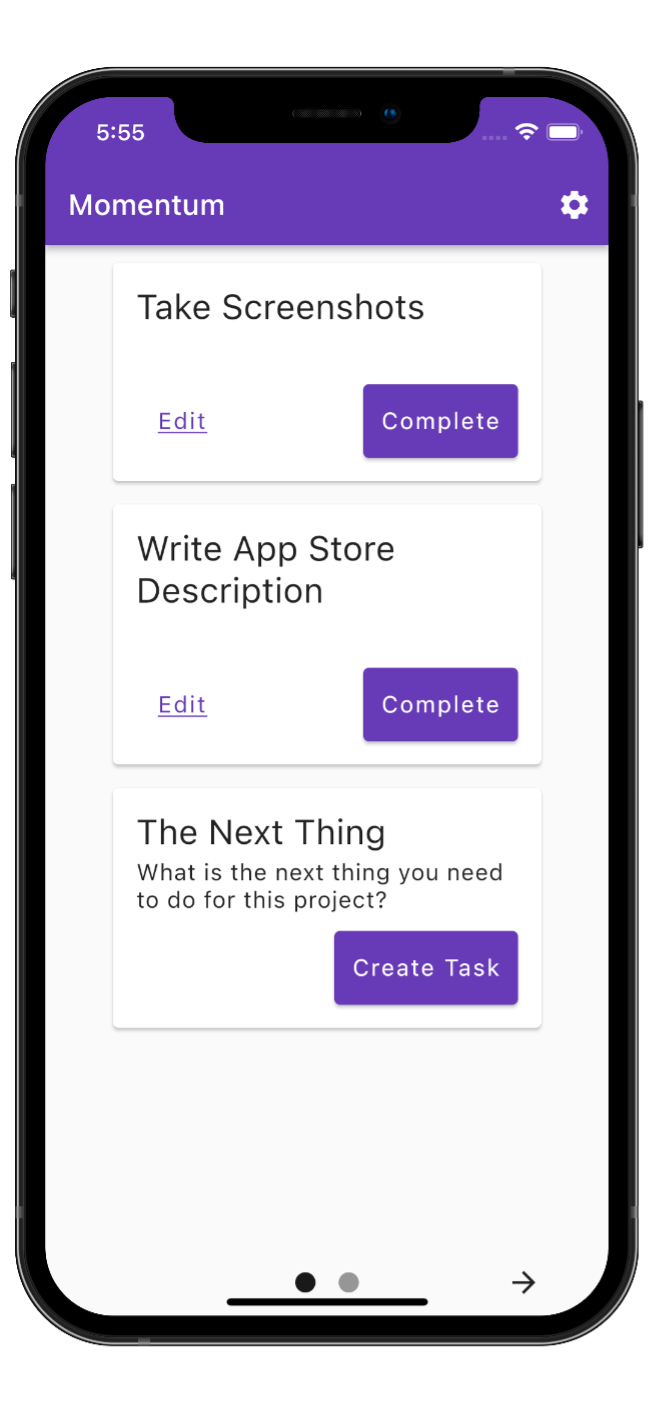 5:55
Momentum
Take Screenshots
Edit
Complete
Write App Store
Description
Edit
Complete
The Next Thing
What is the next thing you need
to do for this project?
Create Task